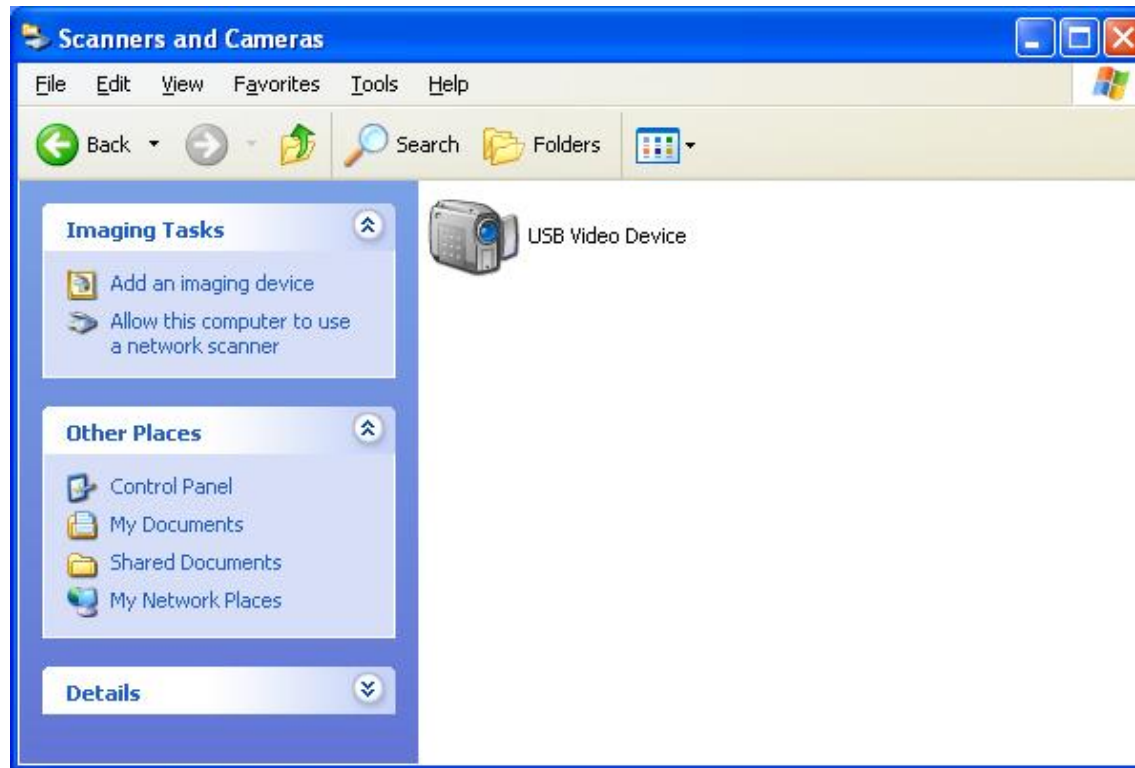 Scanners and Cameras
File Edit View Favorites Tools Help
Back Search Folders
Imaging Tasks
Add an imaging device
Allow this computer to use
a network scanner
Other Places
Control Panel
My Documents
Shared Documents
My Network Places
Details
USB Video Device